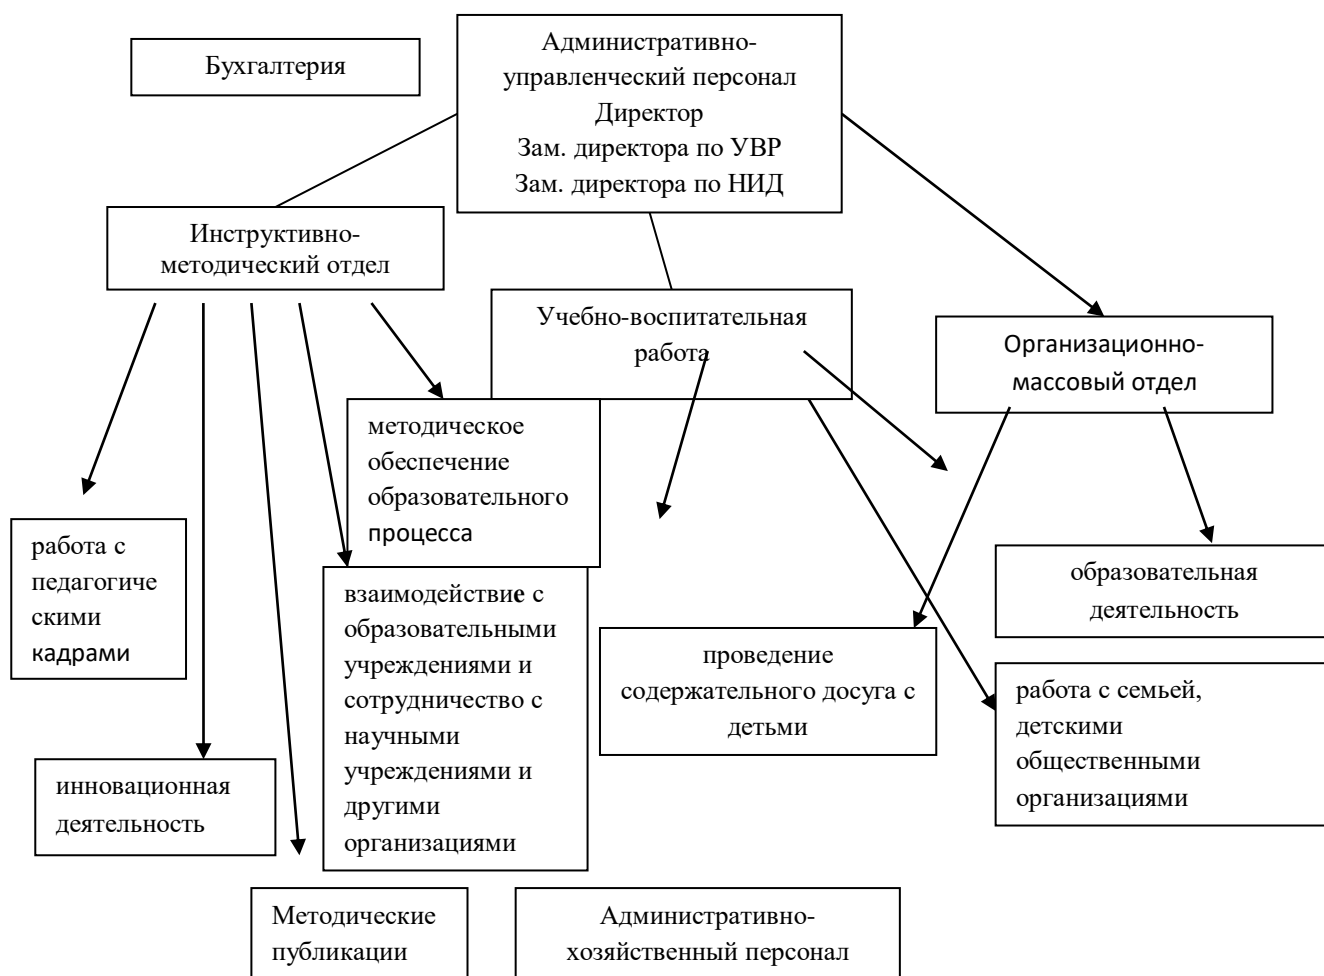 Бухгалтерия
Административно-
управленческий персонал
Директор
Зам. директора по УВР
Зам. директора по НИД
Инструктивно-
методический отдел
Учебно-воспитательная
работа
Организационно-
массовый отдел
методическое
обеспечение
образовательного
процесса
работа с
педагогиче
скими
кадрами
взаимодействие с
образовательными
учреждениями и
сотрудничество с
научными
учреждениями и
другими
организациями
образовательная
деятельность
проведение
содержательного досуга с
детьми
работа с семьей,
детскими
общественными
организациями
инновационная
деятельность
Методические
публикации
Административно-
хозяйственный персонал